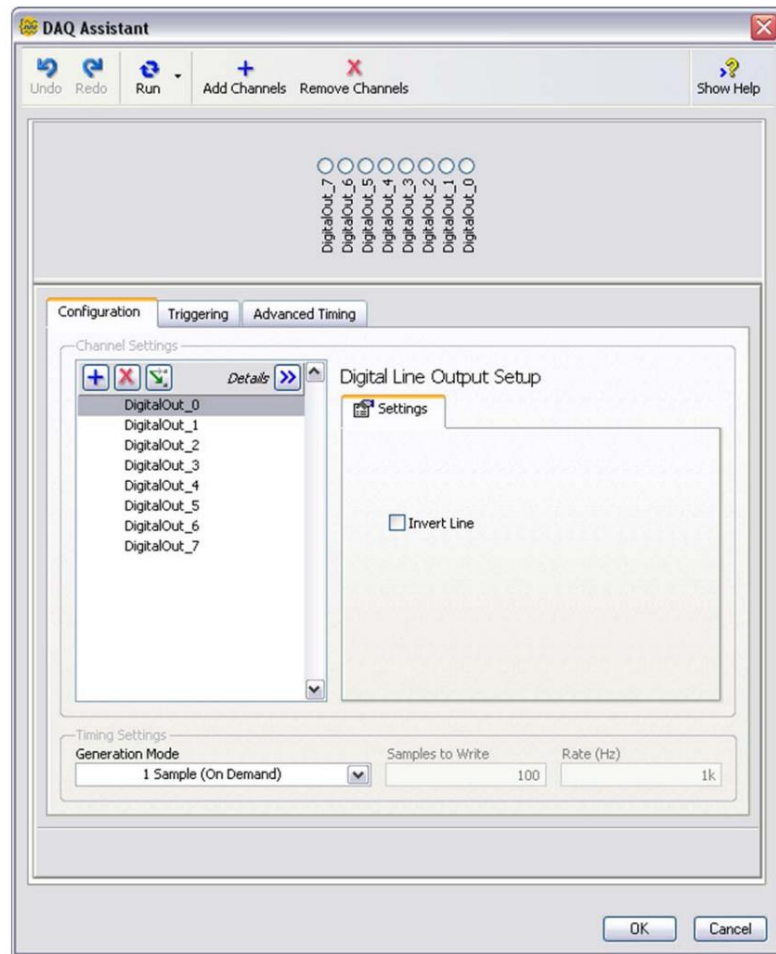 DAQ Assistant
Undo Redo Run Add Channels Remove Channels Show Help
DigitalOut_7
DigitalOut_6
DigitalOut_5
DigitalOut_4
DigitalOut_3
DigitalOut_2
DigitalOut_1
DigitalOut_0
Configuration Triggering Advanced Timing
Channel Settings
Details
DigitalOut_0
DigitalOut_1
DigitalOut_2
DigitalOut_3
DigitalOut_4
DigitalOut_5
DigitalOut_6
DigitalOut_7
Digital Line Output Setup
Settings
Invert Line
Timing Settings
Generation Mode Samples to Write Rate (Hz)
1 Sample (On Demand) 100 1k
OK Cancel